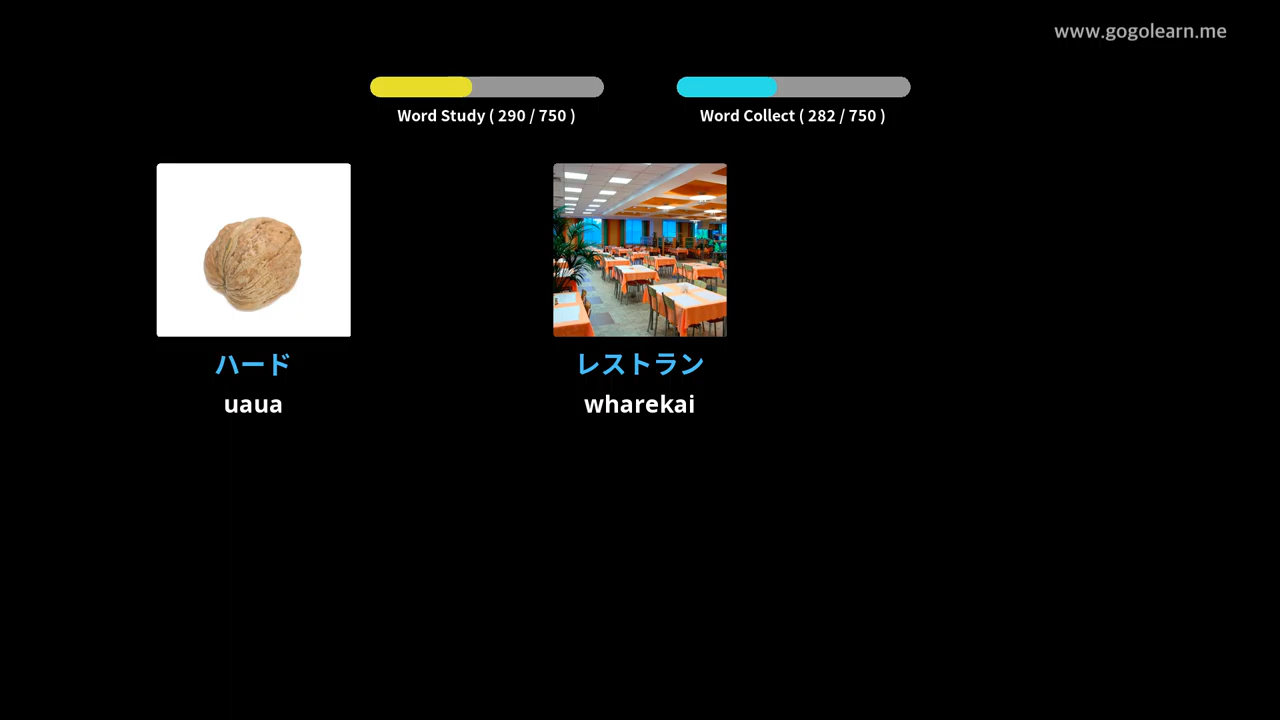 www.gogolearn.me
Word Study ( 290 / 750 )
Word Collect ( 282 / 750 )
ハード
uaua
レストラン
wharekai